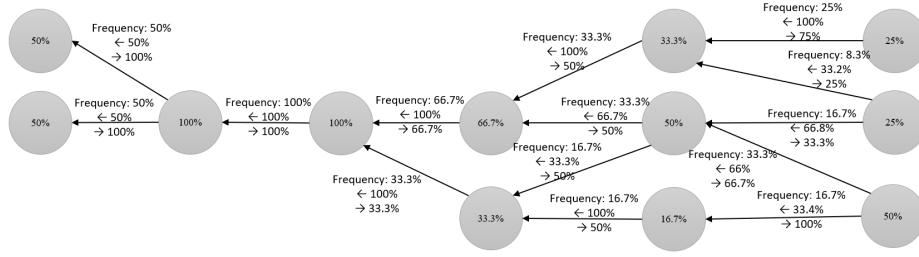 50%
Frequency: 50%
← 50%
→ 100%
50%
Frequency: 50%
← 50%
→ 100%
100%
Frequency: 100%
← 100%
→ 100%
100%
Frequency: 66.7%
← 100%
→ 66.7%
66.7%
Frequency: 33.3%
← 100%
→ 33.3%
33.3%
Frequency: 33.3%
← 100%
→ 50%
33.3%
Frequency: 33.3%
← 66.7%
→ 50%
50%
Frequency: 16.7%
← 33.3%
→ 50%
Frequency: 16.7%
← 100%
→ 50%
16.7%
Frequency: 25%
← 100%
→ 75%
25%
Frequency: 8.3%
← 33.2%
→ 25%
Frequency: 16.7%
← 66.8%
→ 33.3%
25%
Frequency: 33.3%
← 66%
→ 66.7%
Frequency: 16.7%
← 33.4%
→ 100%
50%